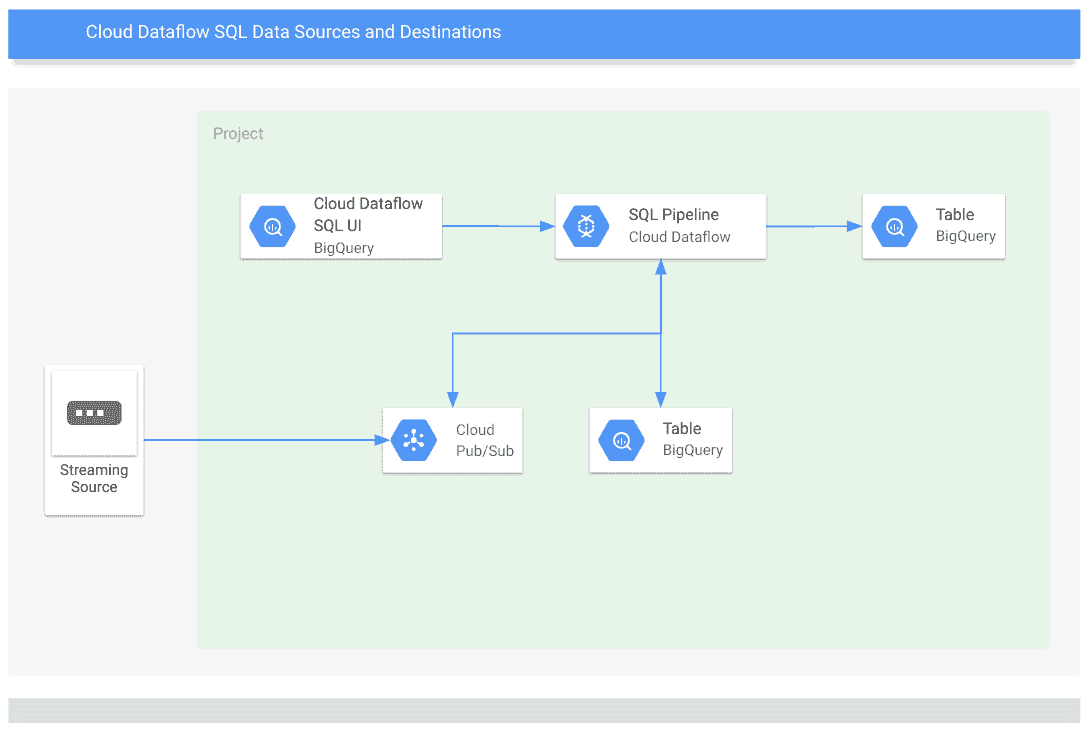 Cloud Dataflow SQL Data Sources and Destinations
Project
Cloud Dataflow
SQL UI
BigQuery
SQL Pipeline
Cloud Dataflow
Table
BigQuery
Streaming
Source
Cloud
Pub/Sub
Table
BigQuery